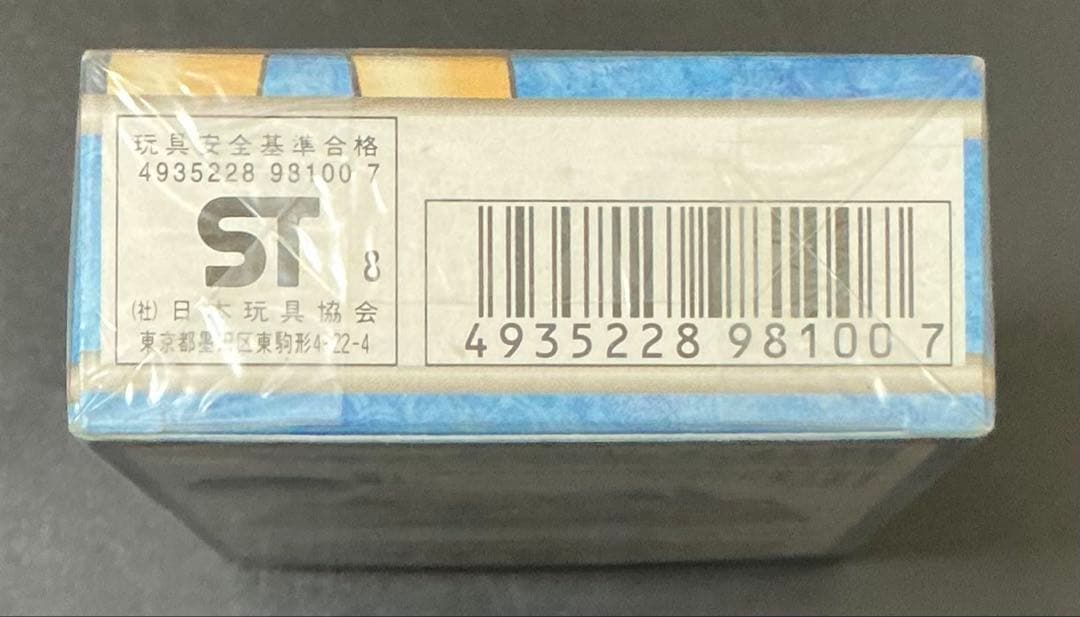 玩具安全基準合格
4935228 98100 7
ST
8
(社)日本玩具協会
東京都墨田区東駒形4-22-4
4935228 98100 7